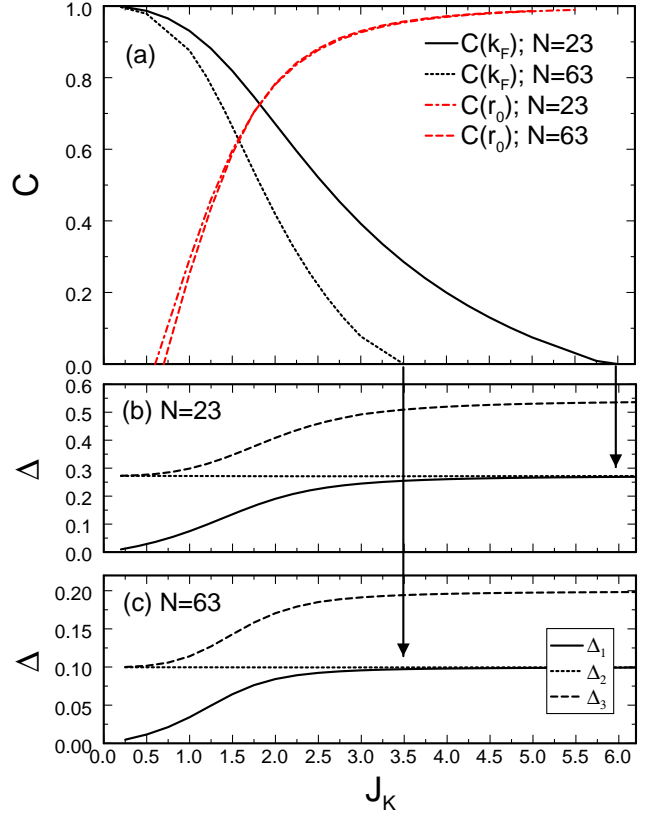 1.0
0.8
0.6
0.4
0.2
0.0
C
(a)
C(k_F); N=23
C(k_F); N=63
C(r_0); N=23
C(r_0); N=63
0.6
0.5
0.4
0.3
0.2
0.1
0.0
Δ
(b) N=23
0.20
0.15
0.10
0.05
0.00
Δ
(c) N=63
Δ_1
Δ_2
Δ_3
0.0 0.5 1.0 1.5 2.0 2.5 3.0 3.5 4.0 4.5 5.0 5.5 6.0
J_K